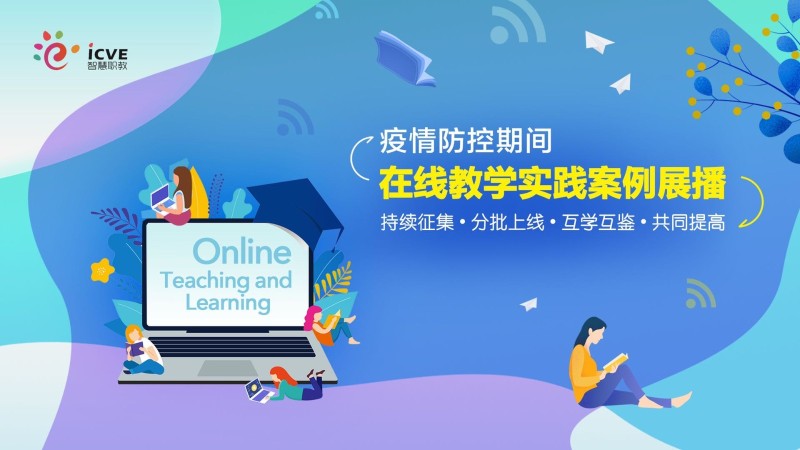 iCVE
智慧职教
疫情防控期间
在线教学实践案例展播
持续征集·分批上线·互学互鉴·共同提高
Online
Teaching and
Learning